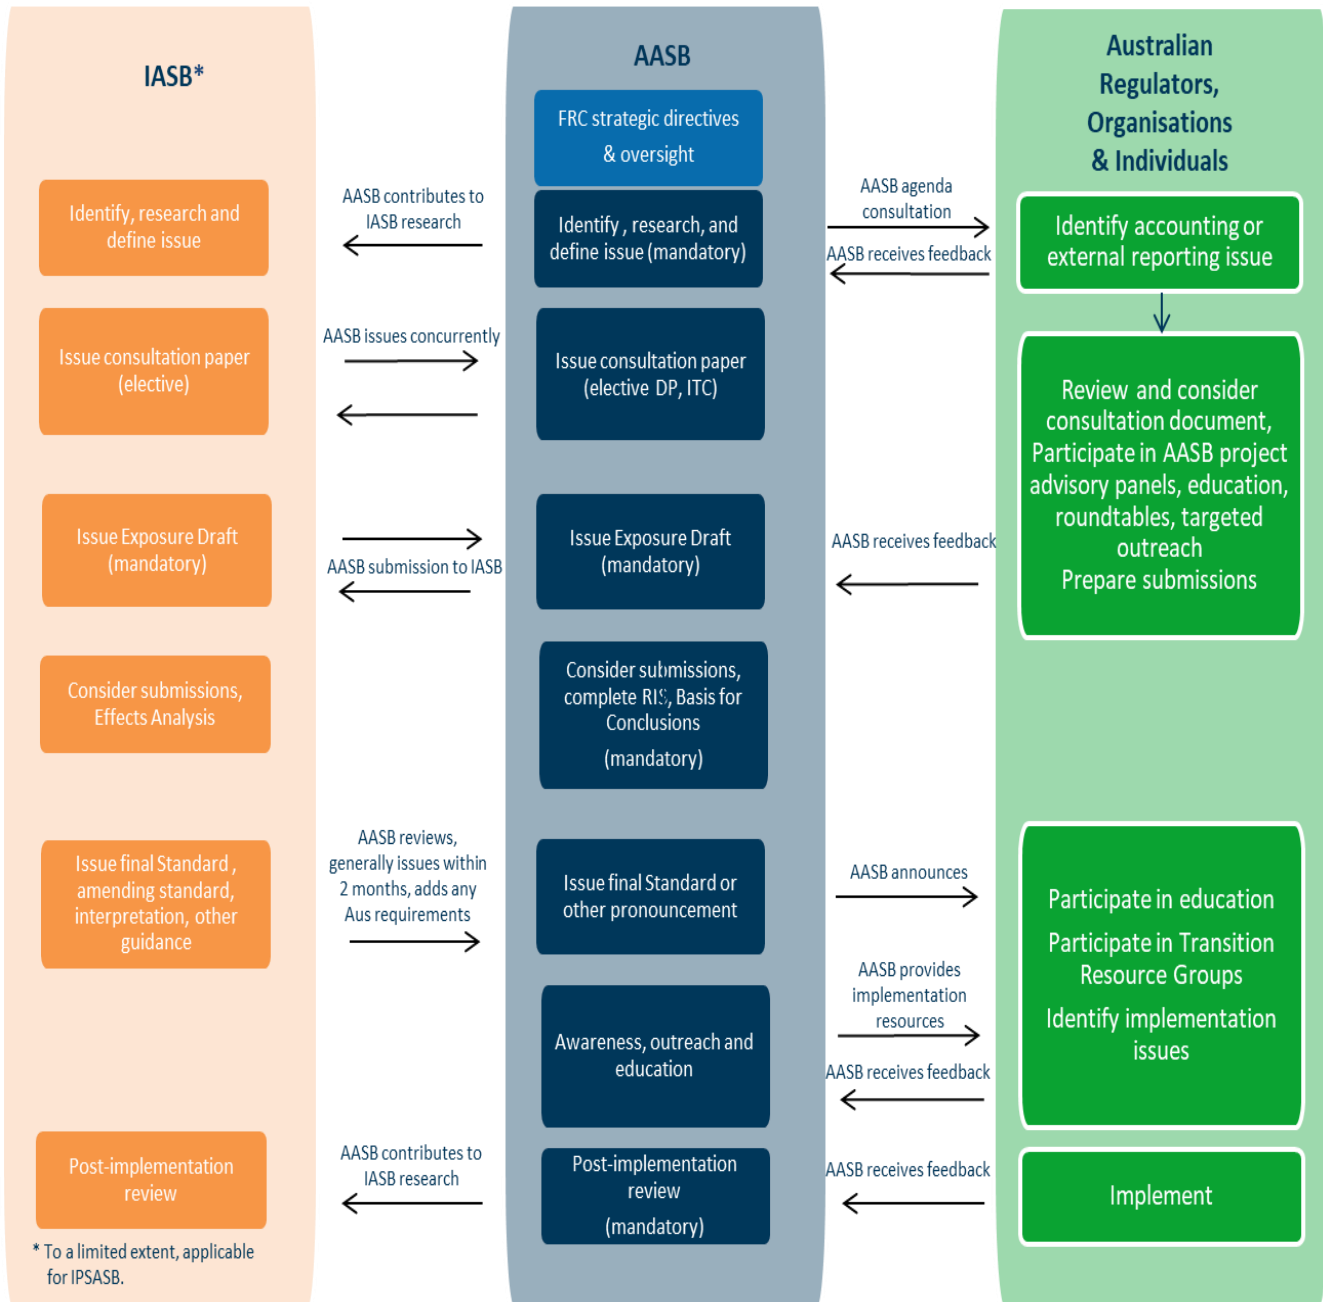 IASB*
Identify, research and
define issue
Issue consultation paper
(elective)
Issue Exposure Draft
(mandatory)
Consider submissions,
Effects Analysis
Issue final Standard ,
amending standard,
interpretation, other
guidance
Post-implementation
review
* To a limited extent, applicable
for IPSASB.
AASB contributes to
IASB research
AASB issues concurrently
AASB submission to IASB
AASB reviews,
generally issues within
2 months, adds any
Aus requirements
AASB contributes to
IASB research
AASB
FRC strategic directives
& oversight
Identify , research, and
define issue (mandatory)
Issue consultation paper
(elective DP, ITC)
Issue Exposure Draft
(mandatory)
Consider submissions,
complete RIS, Basis for
Conclusions
(mandatory)
Issue final Standard or
other pronouncement
Awareness, outreach and
education
Post-implementation
review
(mandatory)
AASB agenda
consultation
AASB receives feedback
AASB receives feedback
AASB announces
AASB provides
implementation
resources
AASB receives feedback
AASB receives feedback
Australian
Regulators,
Organisations
& Individuals
Identify accounting or
external reporting issue
Review and consider
consultation document,
Participate in AASB project
advisory panels, education,
roundtables, targeted
outreach
Prepare submissions
Participate in education
Participate in Transition
Resource Groups
Identify implementation
issues
Implement